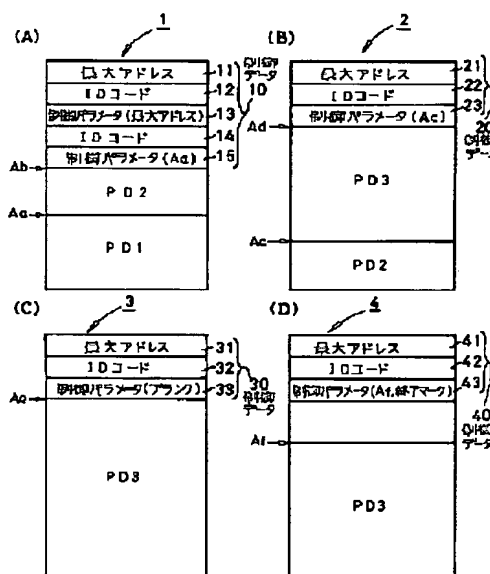 (A)
1
最大アドレス
11
IDコード
12
制御パラメータ(最大アドレス)
13
IDコード
14
制御パラメータ(Aa)
15
制御
データ
10
Ab
PD2
Aa
PD1
(B)
2
最大アドレス
21
IDコード
22
制御パラメータ(Ac)
23
20
制御
データ
Ad
PD3
Ac
PD2
(C)
3
最大アドレス
31
IDコード
32
制御パラメータ(ブランク)
33
30
制御
データ
Ae
PD3
(D)
4
最大アドレス
41
IDコード
42
制御パラメータ(Af,終了マーク)
43
40
制御
データ
Af
PD3